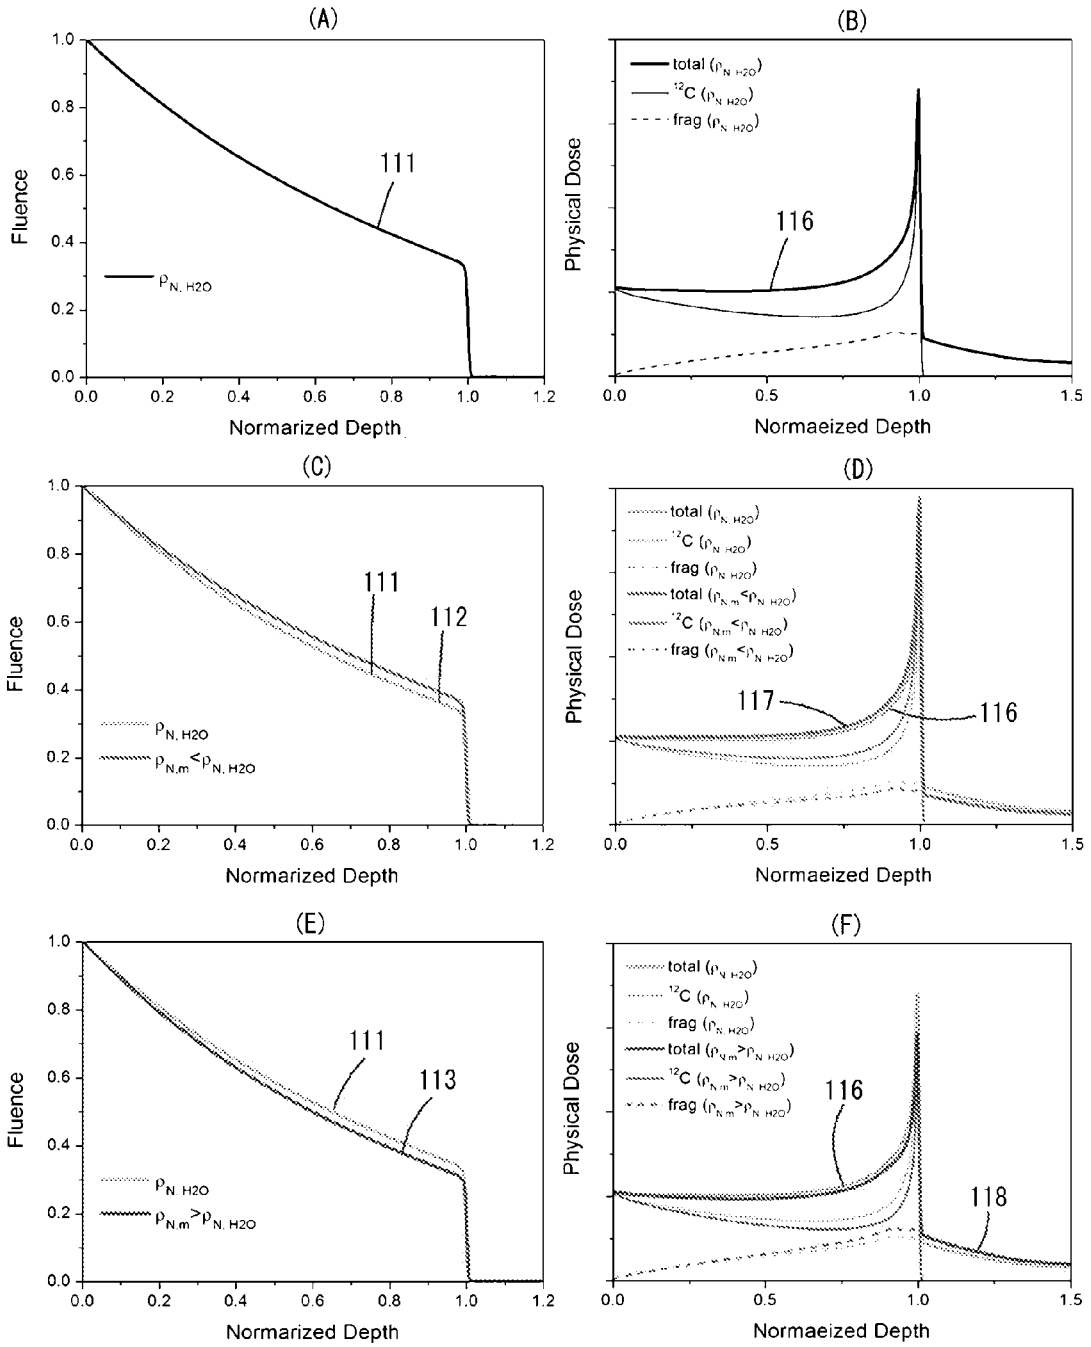 (A)
1.0
0.8
0.6
0.4
0.2
0.0
Fluence
111
ρN, H2O
0.0 0.2 0.4 0.6 0.8 1.0 1.2
Normarized Depth
(B)
Physical Dose
total (ρN, H2O)
12C (ρN, H2O)
frag (ρN, H2O)
116
0.0 0.5 1.0 1.5
Normaeized Depth
(C)
1.0
0.8
0.6
0.4
0.2
0.0
Fluence
111
112
ρN, H2O
ρN,m<ρN, H2O
0.0 0.2 0.4 0.6 0.8 1.0 1.2
Normarized Depth
(D)
Physical Dose
total (ρN, H2O)
12C (ρN, H2O)
frag (ρN, H2O)
total (ρN,m<ρN, H2O)
12C (ρN,m<ρN, H2O)
frag (ρN,m<ρN, H2O)
117
116
0.0 0.5 1.0 1.5
Normaeized Depth
(E)
1.0
0.8
0.6
0.4
0.2
0.0
Fluence
111
113
ρN, H2O
ρN,m>ρN, H2O
0.0 0.2 0.4 0.6 0.8 1.0 1.2
Normarized Depth
(F)
Physical Dose
total (ρN, H2O)
12C (ρN, H2O)
frag (ρN, H2O)
total (ρN,m>ρN, H2O)
12C (ρN,m>ρN, H2O)
frag (ρN,m>ρN, H2O)
116
118
0.0 0.5 1.0 1.5
Normaeized Depth